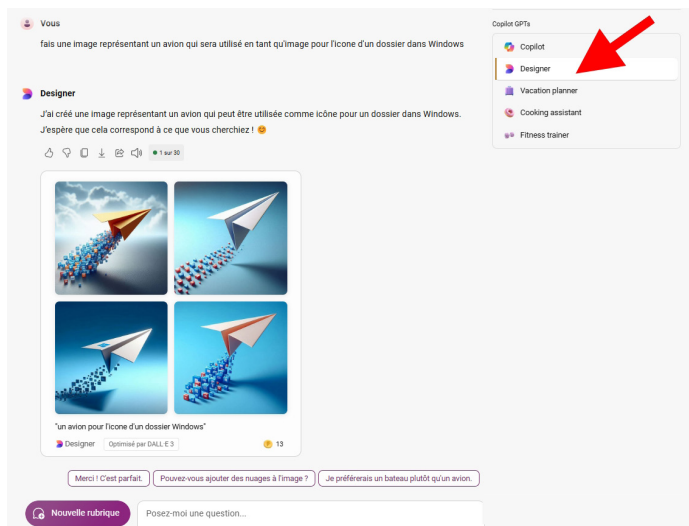 Vous
fais une image représentant un avion qui sera utilisé en tant qu'image pour l'icone d'un dossier dans Windows
Designer
J'ai créé une image représentant un avion qui peut être utilisée comme icône pour un dossier dans Windows.
J'espère que cela correspond à ce que vous cherchiez !
1 sur 30
"un avion pour l'icone d'un dossier Windows"
Designer
Optimisé par DALL·E 3
13
Merci ! C'est parfait.
Pouvez-vous ajouter des nuages à l'image ?
Je préférerais un bateau plutôt qu'un avion.
Nouvelle rubrique
Posez-moi une question...
Copilot GPTs
Copilot
Designer
Vacation planner
Cooking assistant
Fitness trainer